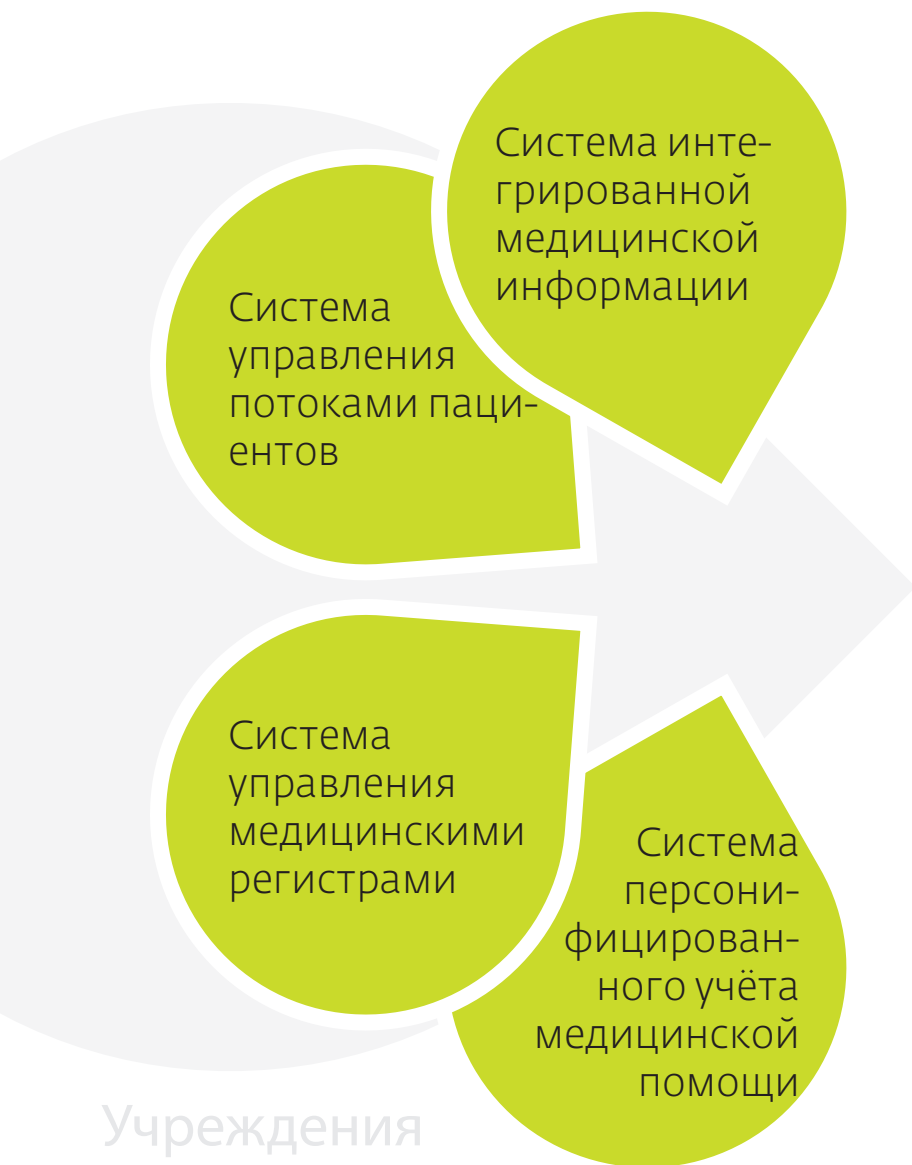 Система инте-
грированной
медицинской
информации
Система
управления
потоками паци-
ентов
Система
управления
медицинскими
регистрами
Система
персони-
фицирован-
ного учёта
медицинской
помощи
Учреждения